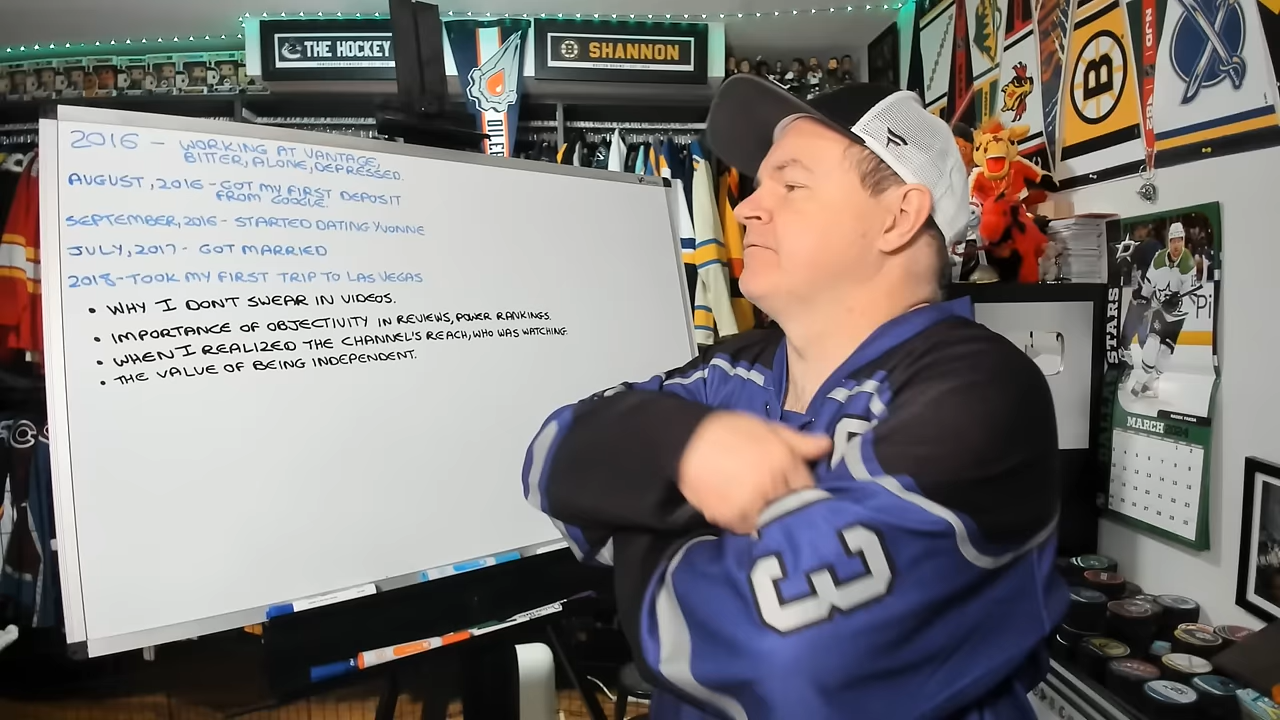 THE HOCKEY
SHANNON
2016 - WORKING AT VANTAGE,
BITTER, ALONE, DEPRESSED.
AUGUST, 2016 - GOT MY FIRST DEPOSIT
FROM GOOGLE.
SEPTEMBER, 2016 - STARTED DATING YVONNE
JULY, 2017 - GOT MARRIED
2018 - TOOK MY FIRST TRIP TO LAS VEGAS
• WHY I DON'T SWEAR IN VIDEOS.
• IMPORTANCE OF OBJECTIVITY IN REVIEWS, POWER RANKINGS.
• WHEN I REALIZED THE CHANNEL'S REACH, WHO WAS WATCHING.
• THE VALUE OF BEING INDEPENDENT.
B
3
DALLAS STARS
MARCH 2024